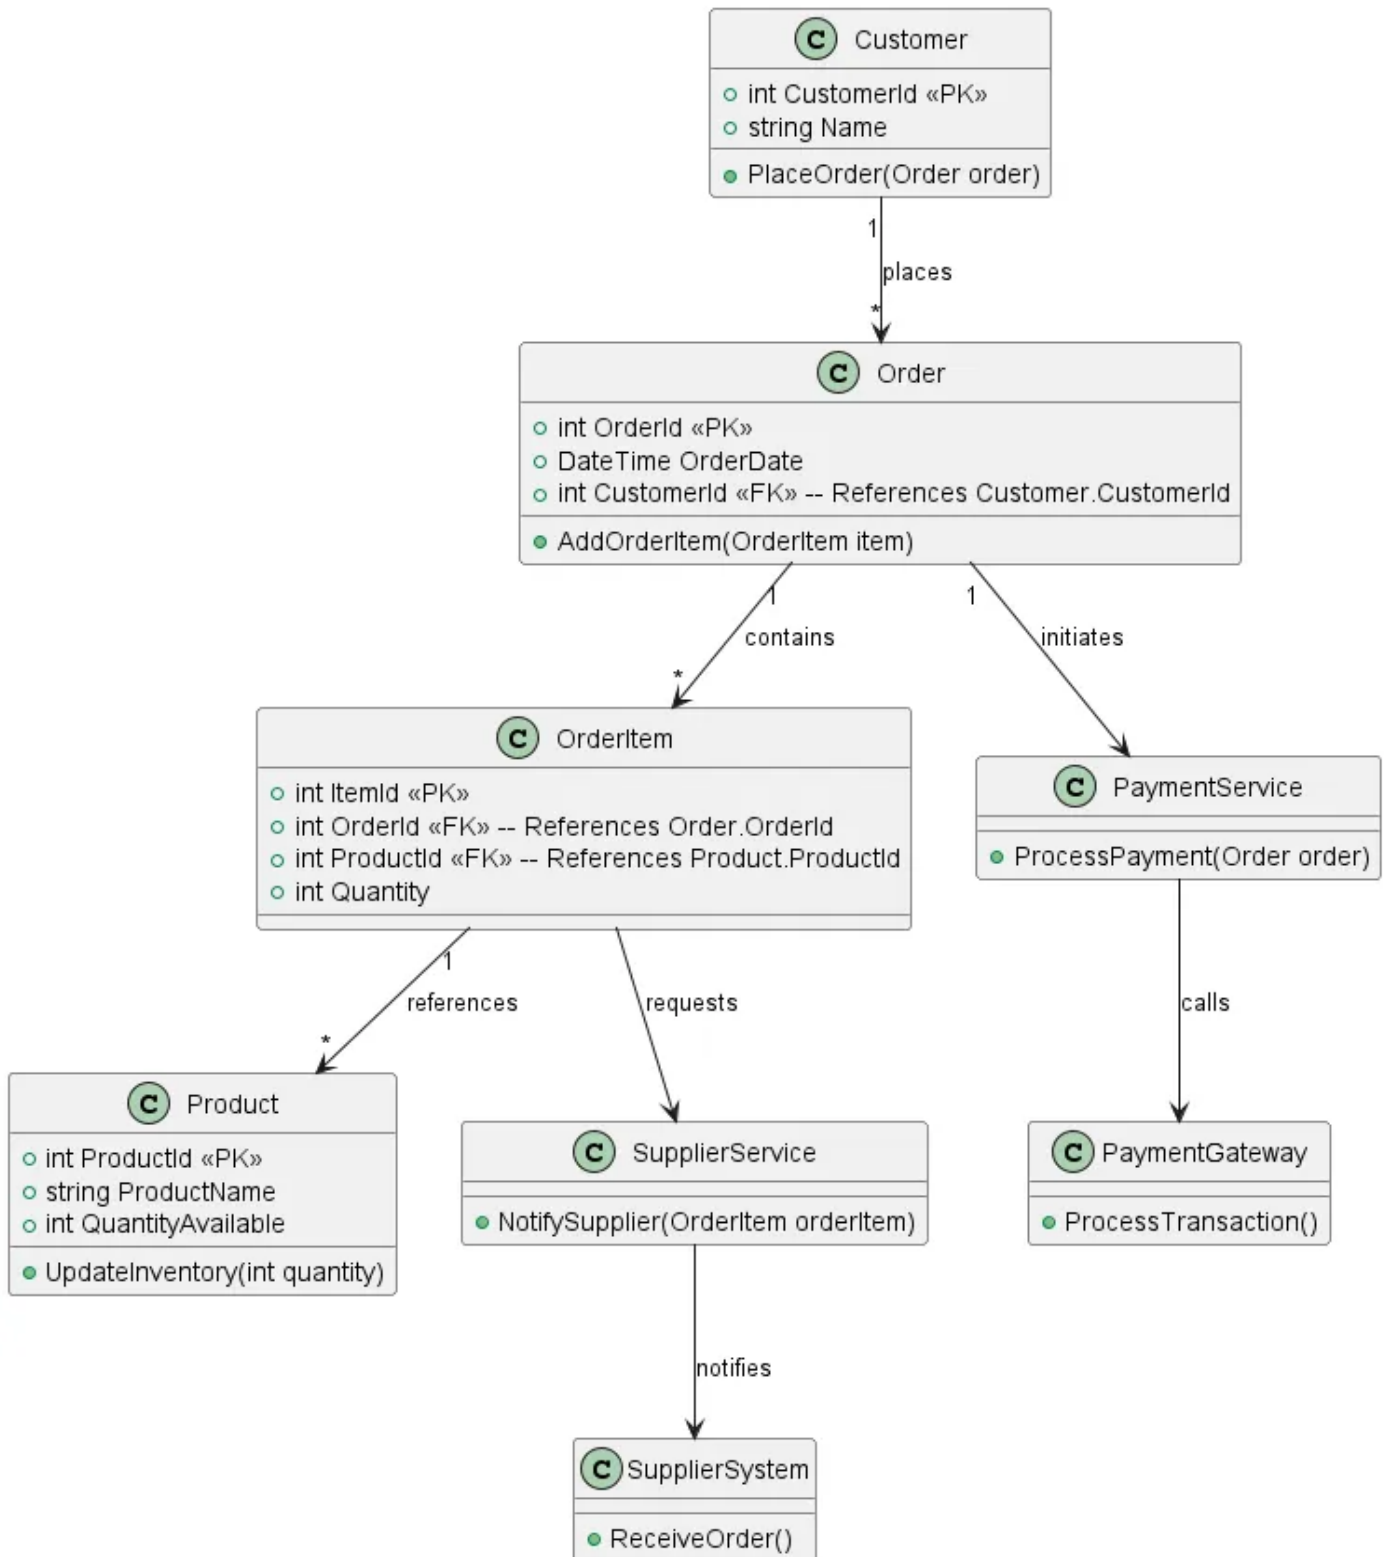 C Customer
int CustomerId «PK»
string Name
PlaceOrder(Order order)
1
places
*
C Order
int OrderId «PK»
DateTime OrderDate
int CustomerId «FK» -- References Customer.CustomerId
AddOrderItem(OrderItem item)
1
contains
*
1
initiates
C OrderItem
int ItemId «PK»
int OrderId «FK» -- References Order.OrderId
int ProductId «FK» -- References Product.ProductId
int Quantity
C PaymentService
ProcessPayment(Order order)
1
references
*
requests
calls
C Product
int ProductId «PK»
string ProductName
int QuantityAvailable
UpdateInventory(int quantity)
C SupplierService
NotifySupplier(OrderItem orderItem)
C PaymentGateway
ProcessTransaction()
notifies
C SupplierSystem
ReceiveOrder()